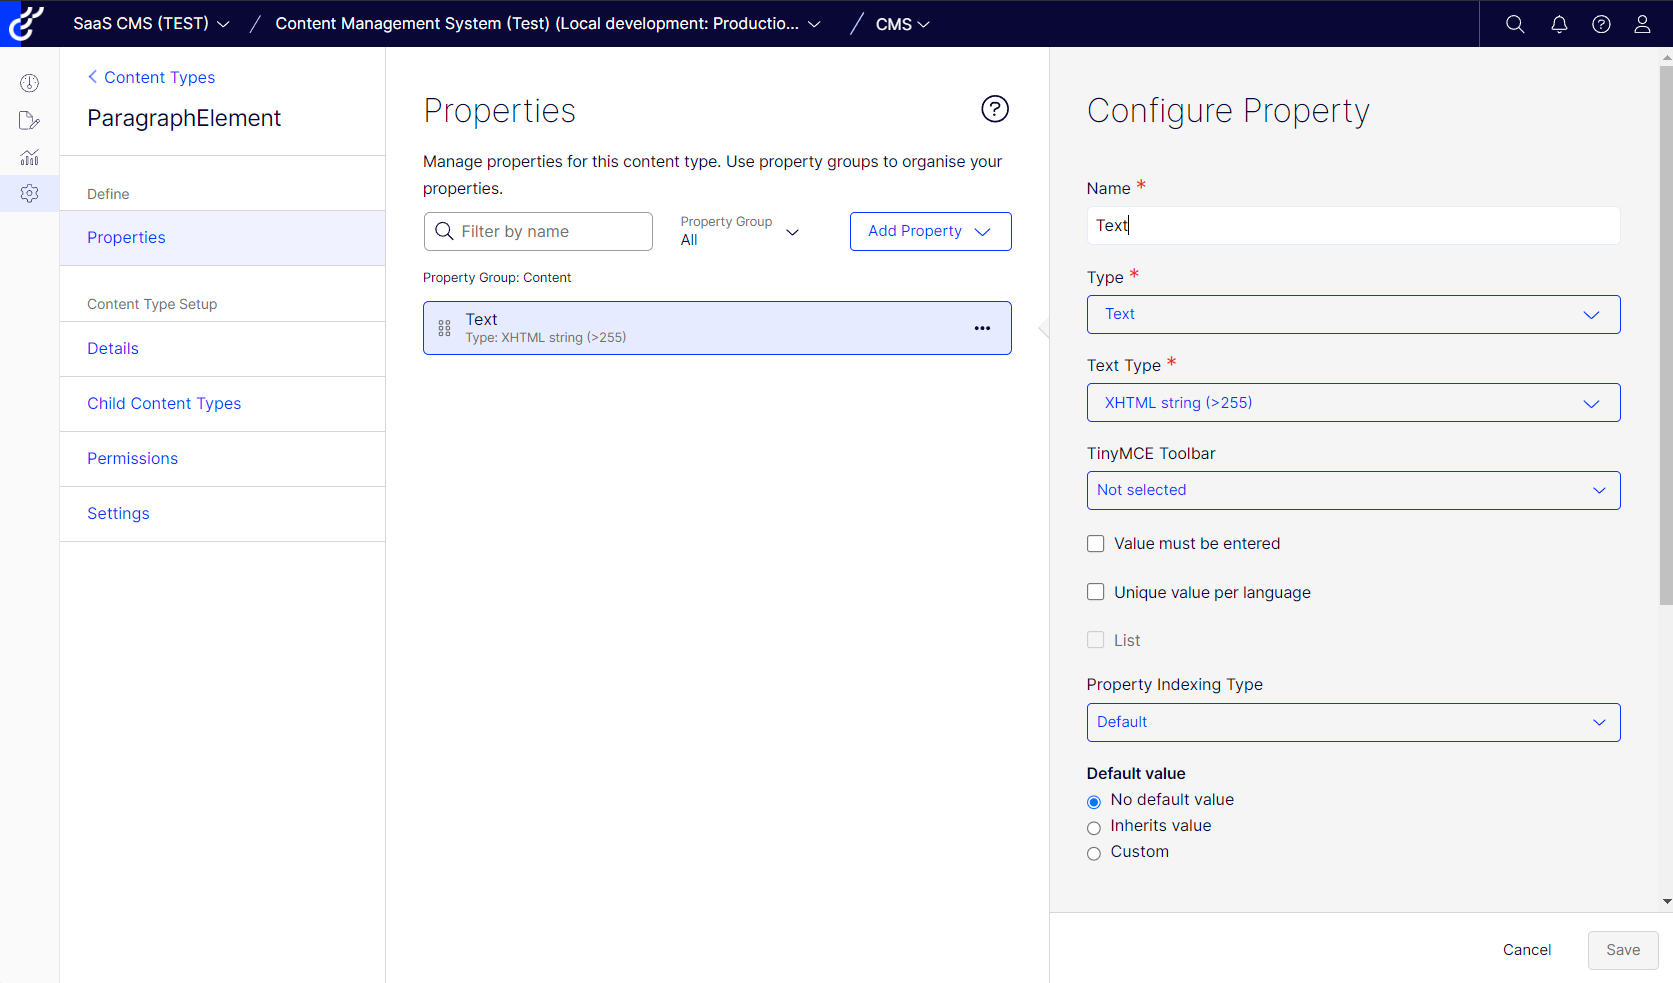 SaaS CMS (TEST)
Content Management System (Test) (Local development: Productio...
CMS
Content Types
ParagraphElement
Define
Properties
Content Type Setup
Details
Child Content Types
Permissions
Settings
Properties
Manage properties for this content type. Use property groups to organise your
properties.
Filter by name
Property Group
All
Add Property
Property Group: Content
Text
Type: XHTML string (>255)
Configure Property
Name *
Text
Type *
Text
Text Type *
XHTML string (>255)
TinyMCE Toolbar
Not selected
Value must be entered
Unique value per language
List
Property Indexing Type
Default
Default value
No default value
Inherits value
Custom
Cancel
Save